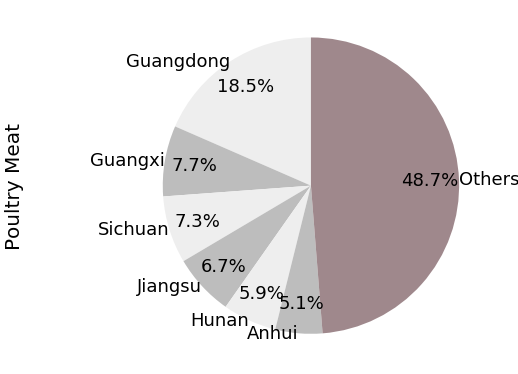 Poultry Meat
Guangdong
18.5%
Guangxi
7.7%
Sichuan
7.3%
Jiangsu
6.7%
Hunan
5.9%
Anhui
5.1%
48.7%
Others